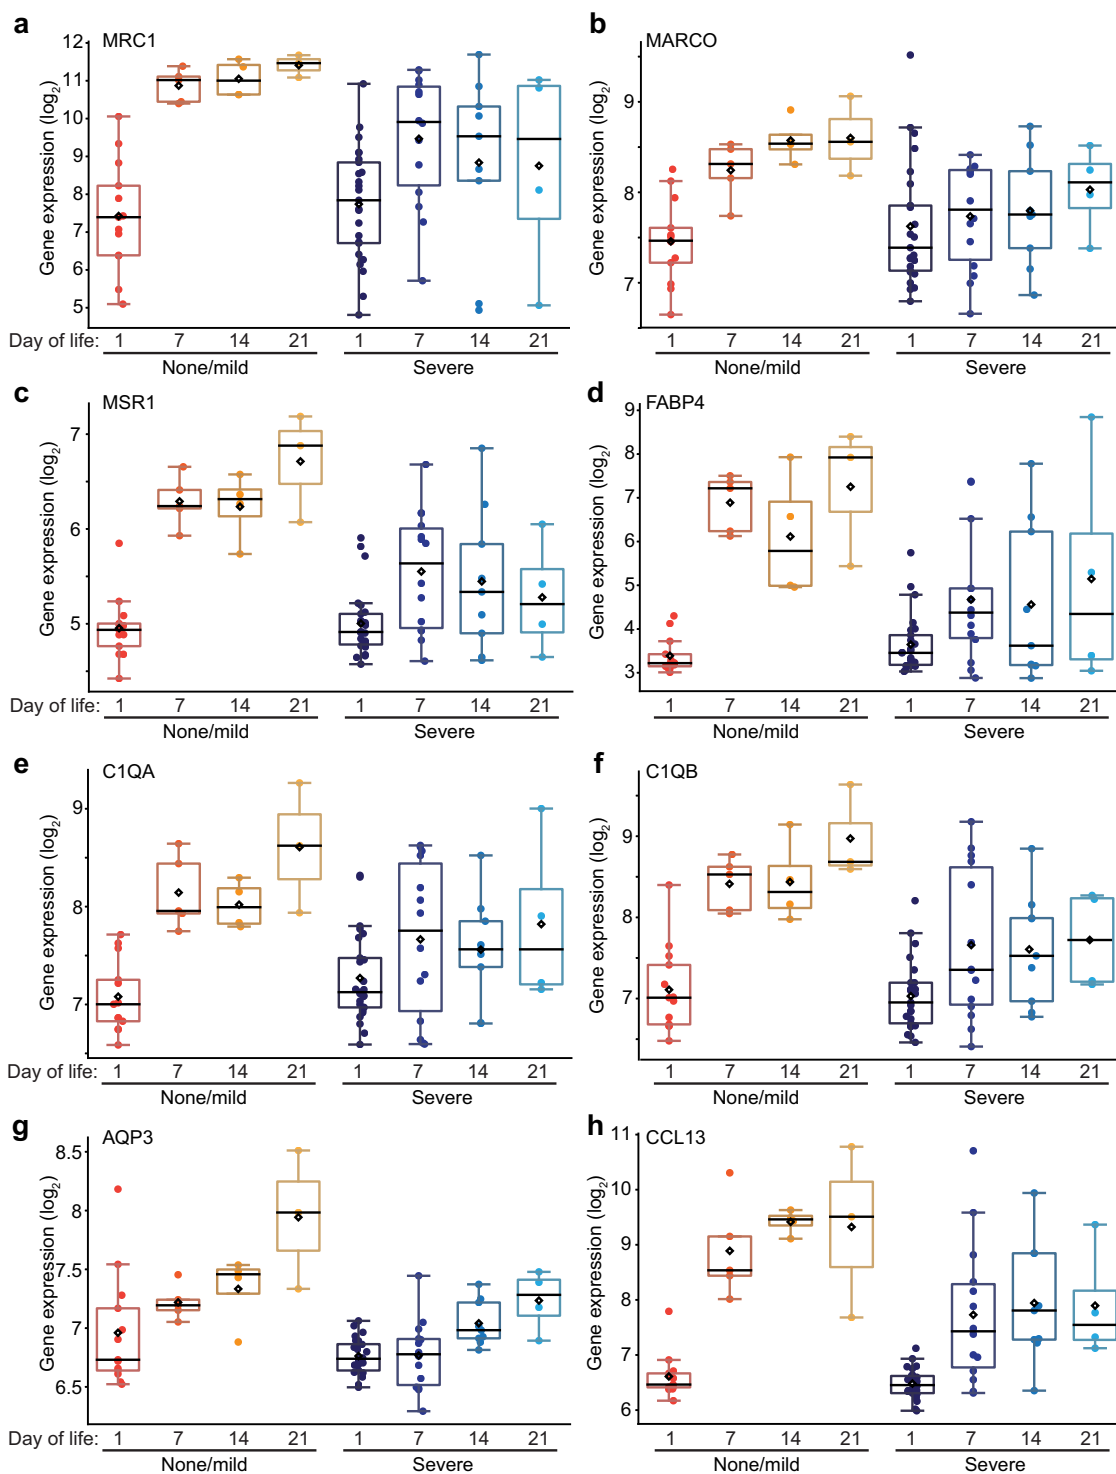 a
MRC1
12
11
10
9
8
7
6
5
Gene expression (log2)
Day of life: 1 7 14 21 1 7 14 21
None/mild Severe
b
MARCO
9
8
7
Gene expression (log2)
1 7 14 21 1 7 14 21
None/mild Severe
c
MSR1
7
6
5
Gene expression (log2)
Day of life: 1 7 14 21 1 7 14 21
None/mild Severe
d
FABP4
9
8
7
6
5
4
3
Gene expression (log2)
1 7 14 21 1 7 14 21
None/mild Severe
e
C1QA
9
8
7
Gene expression (log2)
Day of life: 1 7 14 21 1 7 14 21
None/mild Severe
f
C1QB
9
8
7
Gene expression (log2)
1 7 14 21 1 7 14 21
None/mild Severe
g
AQP3
8.5
8
7.5
7
6.5
Gene expression (log2)
Day of life: 1 7 14 21 1 7 14 21
None/mild Severe
h
CCL13
11
10
9
8
7
6
Gene expression (log2)
1 7 14 21 1 7 14 21
None/mild Severe